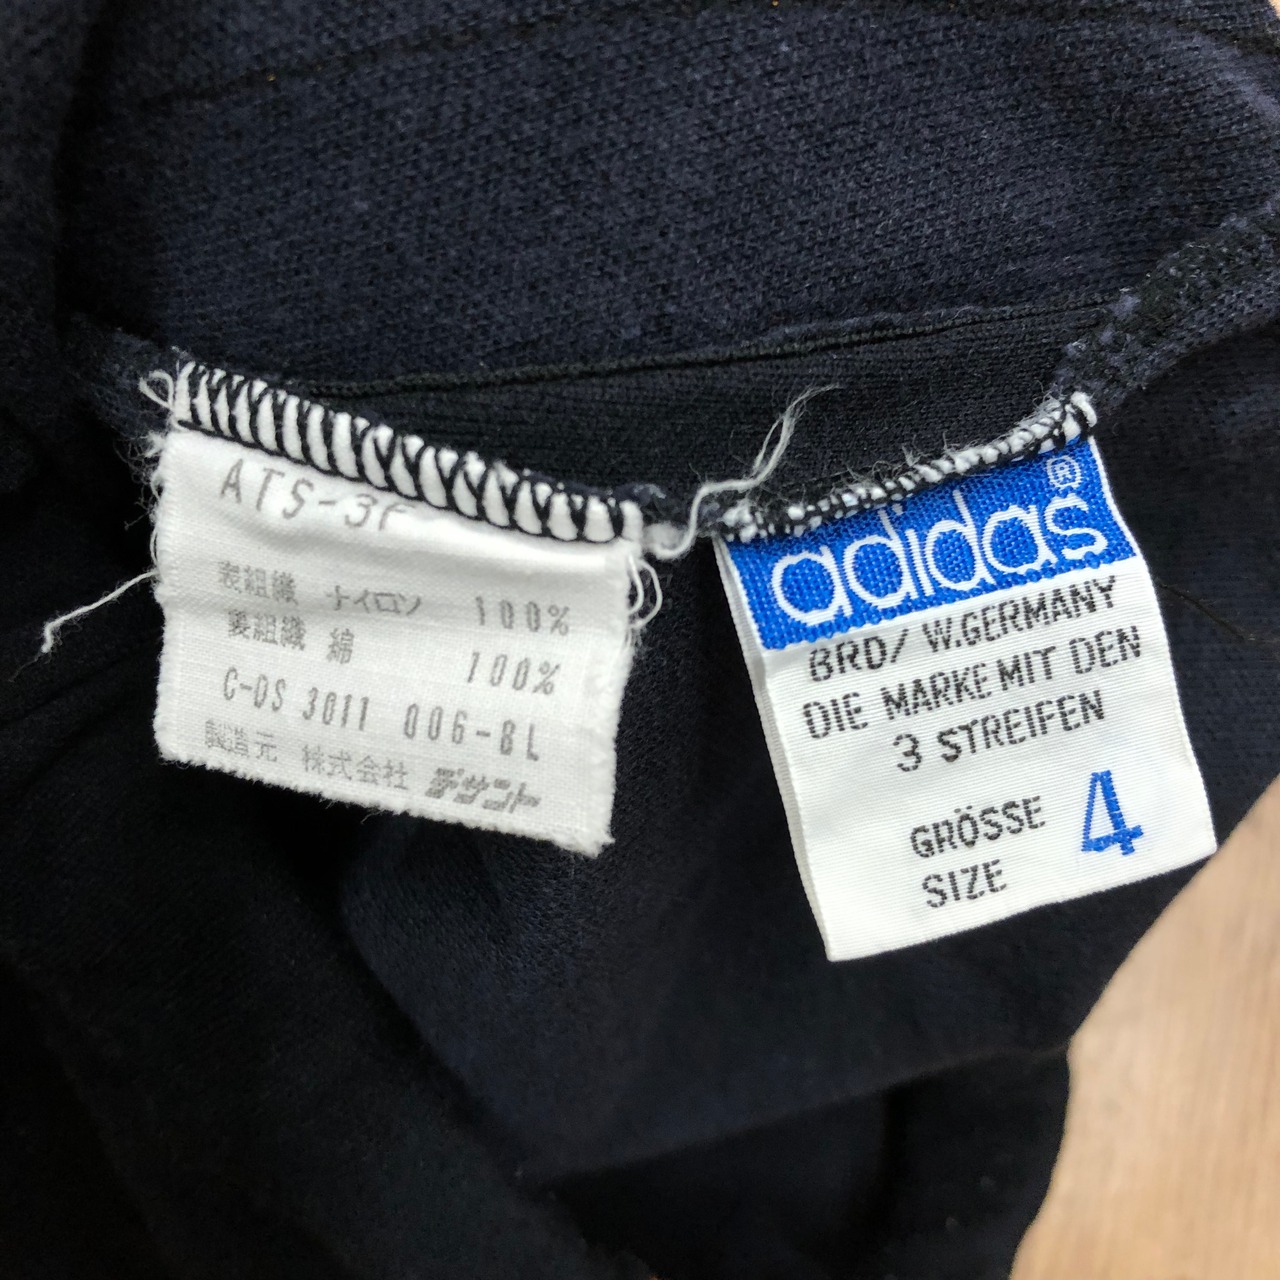 ATS-3F
表組織 ナイロン 100%
裏組織 綿 100%
C-OS 3011 006-8L
製造元 株式会社 デサント
adidas®
BRD/ W.GERMANY
DIE MARKE MIT DEN
3 STREIFEN
GRÖSSE 4
SIZE